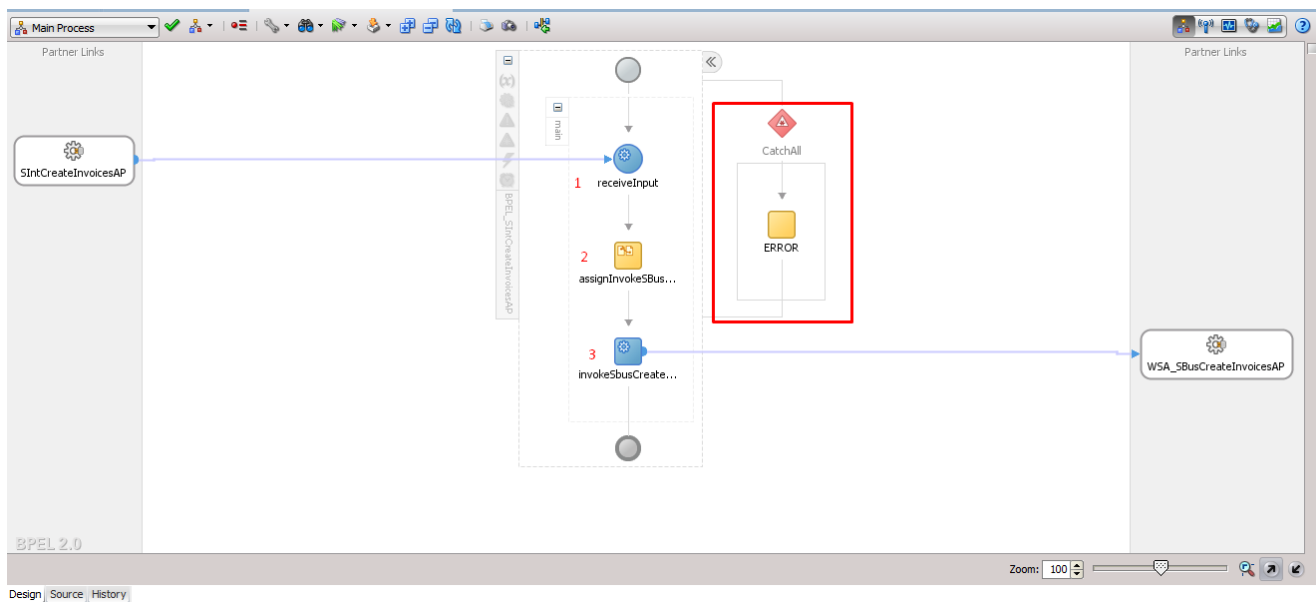 Main Process
Partner Links
Partner Links
(x)
main
SIntCreateInvoicesAP
CatchAll
1 receiveInput
BPEL_SIntCreateInvoicesAP
ERROR
2
assignInvokeSBus...
3
invokeSbusCreate...
WSA_SBusCreateInvoicesAP
BPEL 2.0
Zoom: 100
Design Source History